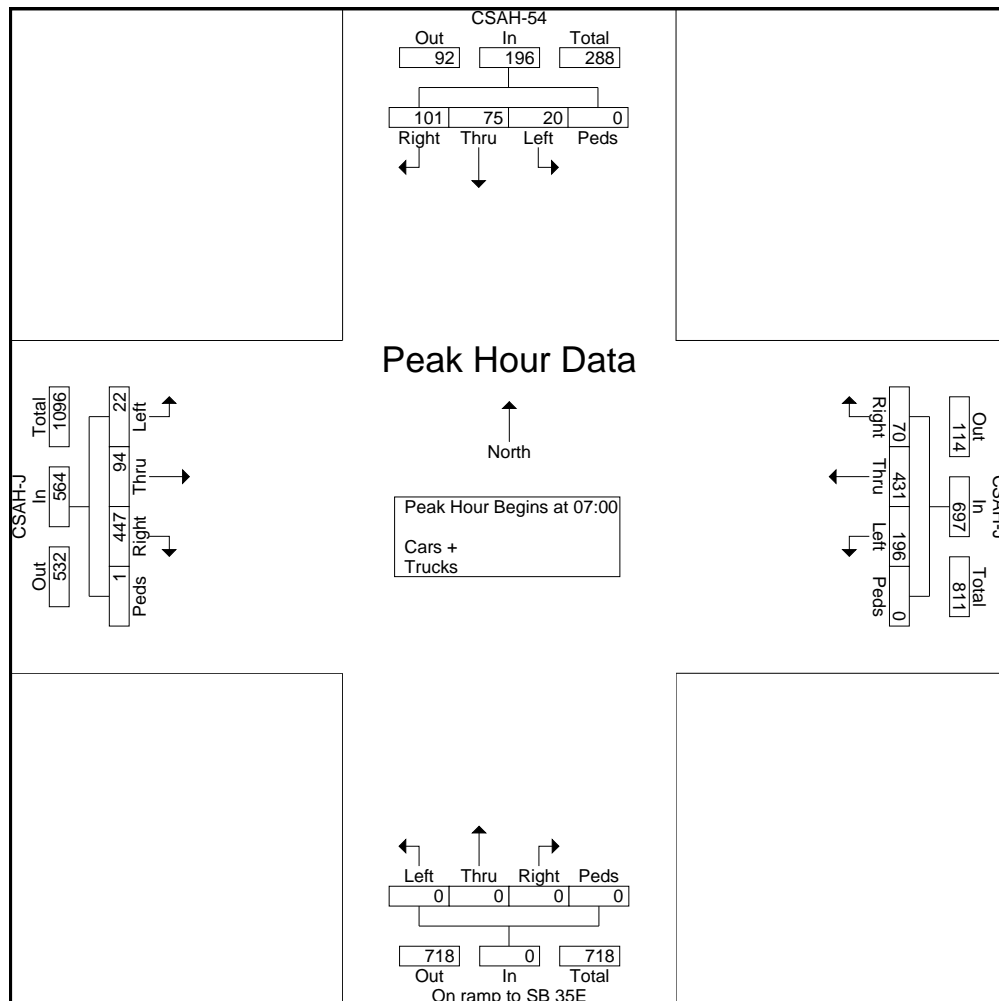 CSAH-54
Out In Total
92 196 288
101 75 20 0
Right Thru Left Peds
Peak Hour Data
North
Peak Hour Begins at 07:00
Cars +
Trucks
CSAH-J
Out In Total
532 564 1096
22 94 447 1
Left Thru Right Peds
CSAH-J
Out In Total
114 697 811
70 431 196 0
Right Thru Left Peds
Left Thru Right Peds
0 0 0 0
718 0 718
Out In Total
On ramp to SB 35E